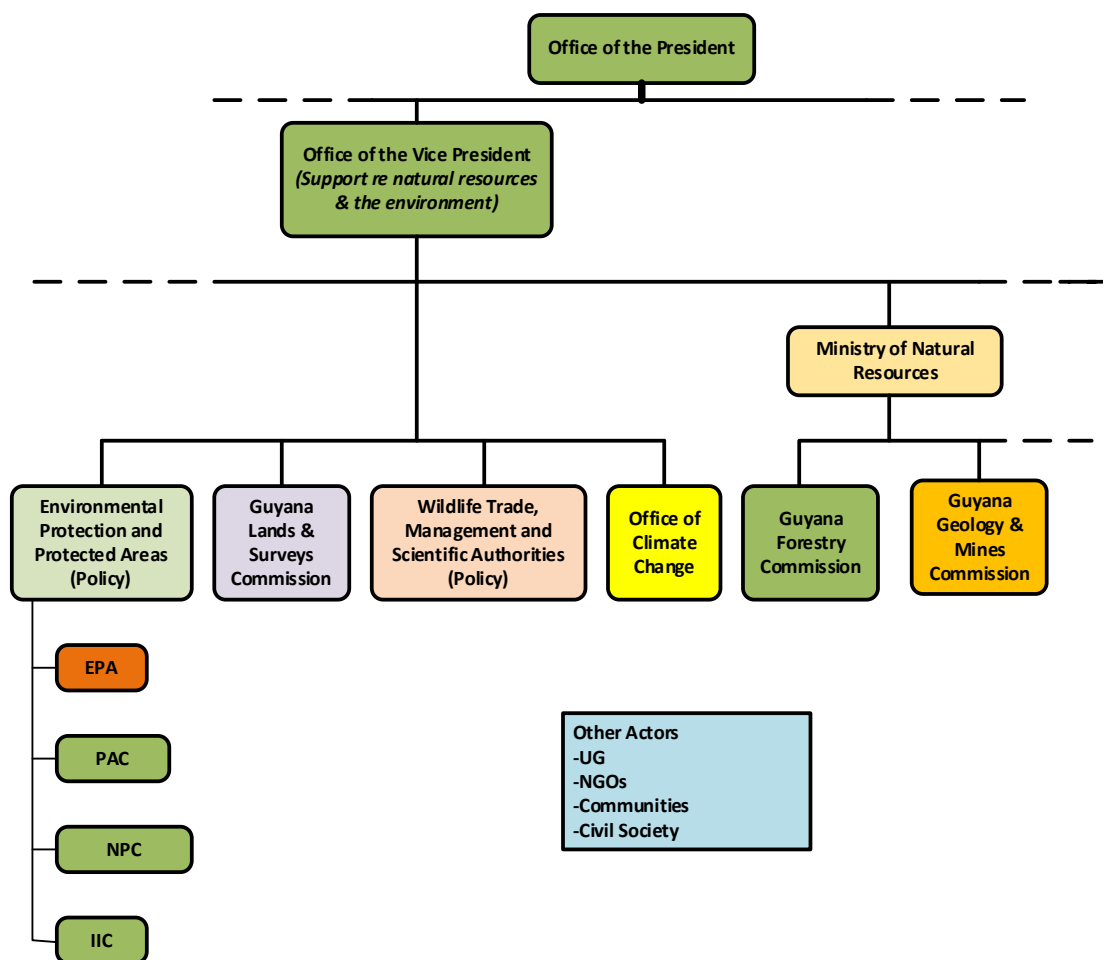 Office of the President
Office of the Vice President
(Support re natural resources
& the environment)
Ministry of Natural
Resources
Environmental
Protection and
Protected Areas
(Policy)
Guyana
Lands &
Surveys
Commission
Wildlife Trade,
Management and
Scientific Authorities
(Policy)
Office of
Climate
Change
Guyana
Forestry
Commission
Guyana
Geology &
Mines
Commission
EPA
PAC
NPC
IIC
Other Actors
-UG
-NGOs
-Communities
-Civil Society